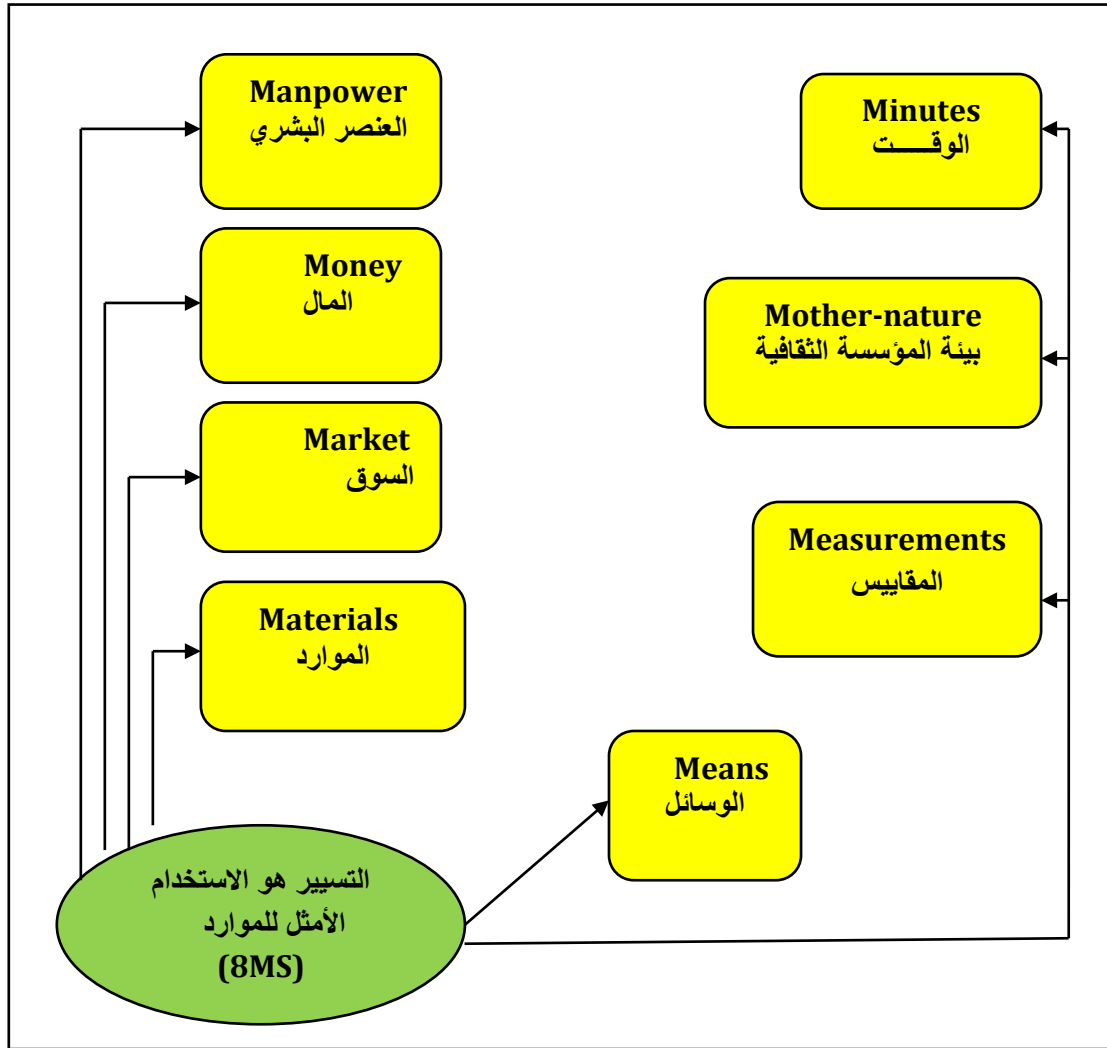 Manpower
العنصر البشري
Money
المال
Market
السوق
Materials
الموارد
Minutes
الوقـــــت
Mother-nature
بيئة المؤسسة الثقافية
Measurements
المقاييس
Means
الوسائل
التسيير هو الاستخدام
الأمثل للموارد
(8MS)